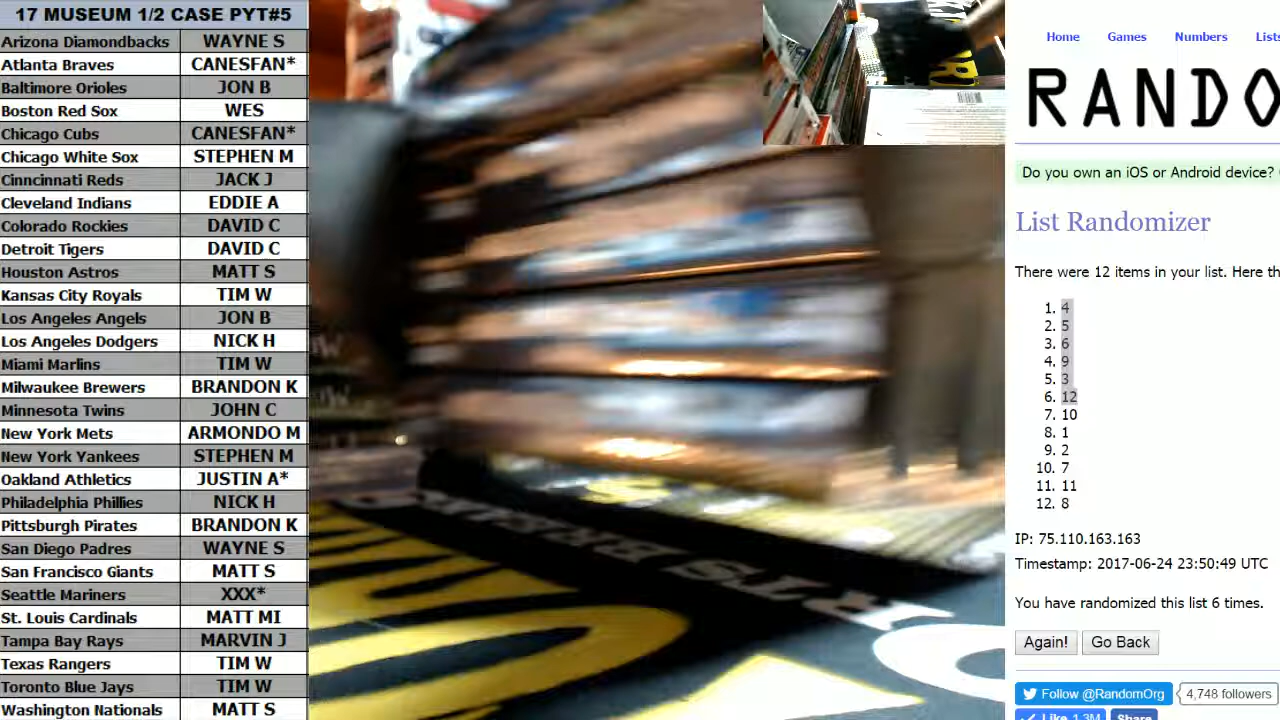 17 MUSEUM 1/2 CASE PYT#5
Arizona Diamondbacks WAYNE S
Atlanta Braves CANESFAN*
Baltimore Orioles JON B
Boston Red Sox WES
Chicago Cubs CANESFAN*
Chicago White Sox STEPHEN M
Cinncinnati Reds JACK J
Cleveland Indians EDDIE A
Colorado Rockies DAVID C
Detroit Tigers DAVID C
Houston Astros MATT S
Kansas City Royals TIM W
Los Angeles Angels JON B
Los Angeles Dodgers NICK H
Miami Marlins TIM W
Milwaukee Brewers BRANDON K
Minnesota Twins JOHN C
New York Mets ARMONDO M
New York Yankees STEPHEN M
Oakland Athletics JUSTIN A*
Philadelphia Phillies NICK H
Pittsburgh Pirates BRANDON K
San Diego Padres WAYNE S
San Francisco Giants MATT S
Seattle Mariners XXX*
St. Louis Cardinals MATT MI
Tampa Bay Rays MARVIN J
Texas Rangers TIM W
Toronto Blue Jays TIM W
Washington Nationals MATT S
Home Games Numbers Lists
RANDO
Do you own an iOS or Android device?
List Randomizer
There were 12 items in your list. Here th
1. 4
2. 5
3. 6
4. 9
5. 3
6. 12
7. 10
8. 1
9. 2
10. 7
11. 11
12. 8
IP: 75.110.163.163
Timestamp: 2017-06-24 23:50:49 UTC
You have randomized this list 6 times.
Again! Go Back
Follow @RandomOrg 4,748 followers
Like 1.3M Share